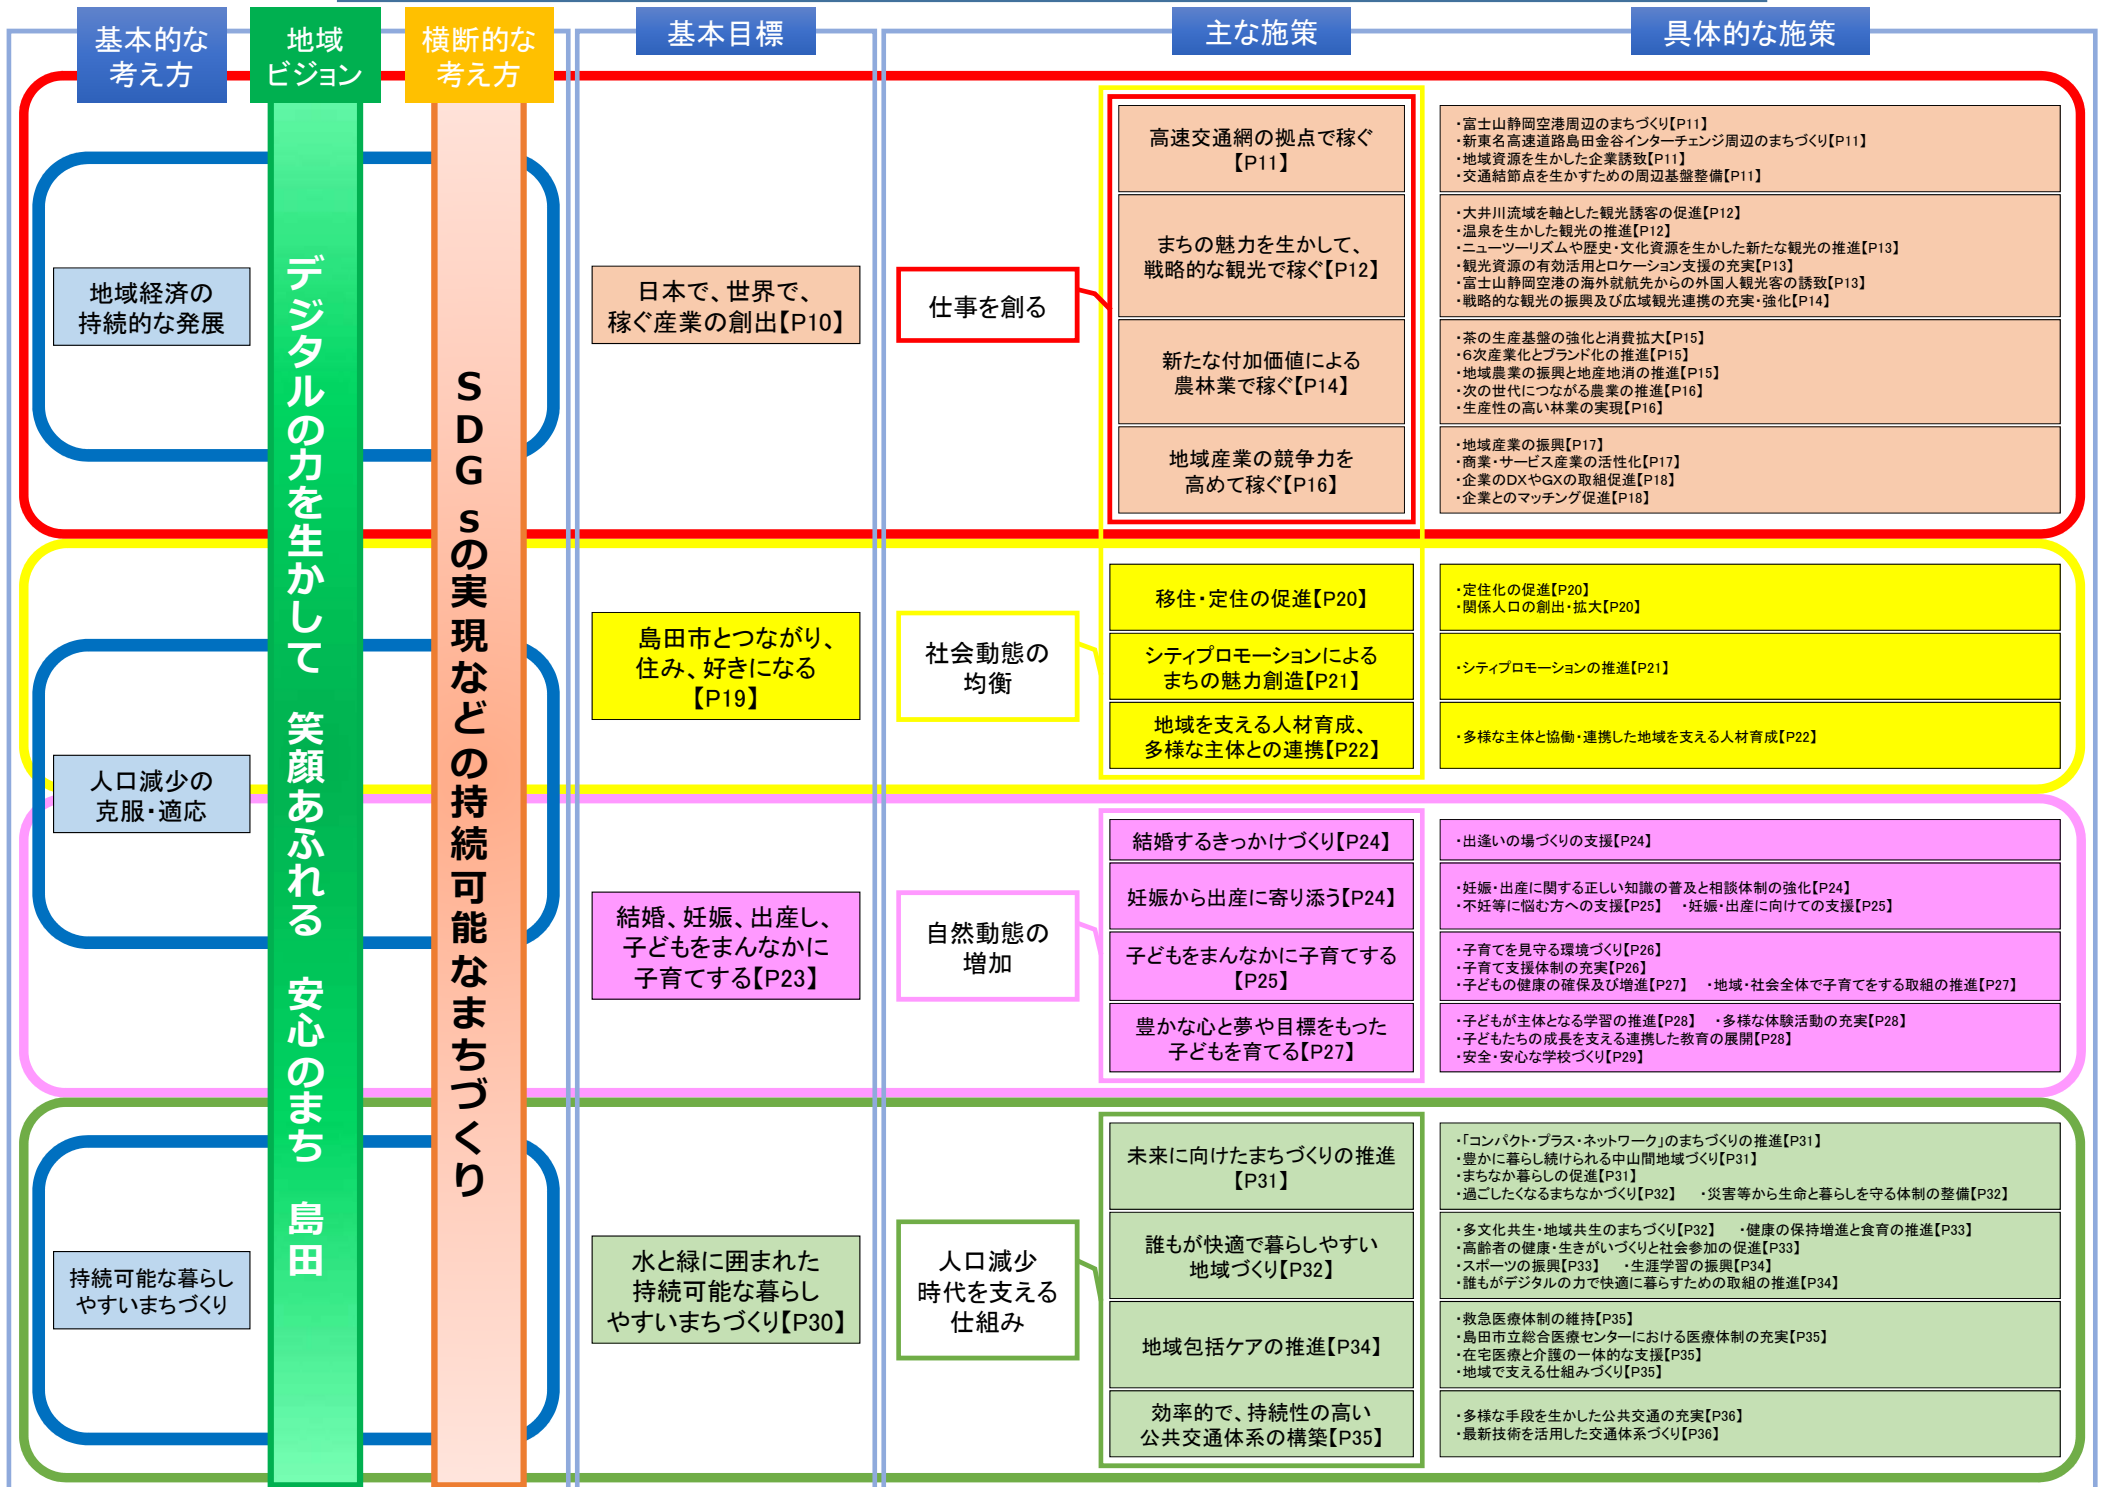 基本的な
考え方
地域
ビジョン
横断的な
考え方
基本目標
主な施策
具体的な施策
デジタルの力を生かして 笑顔あふれる 安心のまち 島田
SDGsの実現などの持続可能なまちづくり
地域経済の
持続的な発展
日本で、世界で、
稼ぐ産業の創出【P10】
仕事を創る
高速交通網の拠点で稼ぐ
【P11】
・富士山静岡空港周辺のまちづくり【P11】
・新東名高速道路島田金谷インターチェンジ周辺のまちづくり【P11】
・地域資源を生かした企業誘致【P11】
・交通結節点を生かすための周辺基盤整備【P11】
まちの魅力を生かして、
戦略的な観光で稼ぐ【P12】
・大井川流域を軸とした観光誘客の促進【P12】
・温泉を生かした観光の推進【P12】
・ニューツーリズムや歴史・文化資源を生かした新たな観光の推進【P13】
・観光資源の有効活用とロケーション支援の充実【P13】
・富士山静岡空港の海外就航先からの外国人観光客の誘致【P13】
・戦略的な観光の振興及び広域観光連携の充実・強化【P14】
新たな付加価値による
農林業で稼ぐ【P14】
・茶の生産基盤の強化と消費拡大【P15】
・6次産業化とブランド化の推進【P15】
・地域農業の振興と地産地消の推進【P15】
・次の世代につながる農業の推進【P16】
・生産性の高い林業の実現【P16】
地域産業の競争力を
高めて稼ぐ【P16】
・地域産業の振興【P17】
・商業・サービス産業の活性化【P17】
・企業のDXやGXの取組促進【P18】
・企業とのマッチング促進【P18】
人口減少の
克服・適応
島田市とつながり、
住み、好きになる
【P19】
社会動態の
均衡
移住・定住の促進【P20】
・定住化の促進【P20】
・関係人口の創出・拡大【P20】
シティプロモーションによる
まちの魅力創造【P21】
・シティプロモーションの推進【P21】
地域を支える人材育成、
多様な主体との連携【P22】
・多様な主体と協働・連携した地域を支える人材育成【P22】
結婚、妊娠、出産し、
子どもをまんなかに
子育てする【P23】
自然動態の
増加
結婚するきっかけづくり【P24】
・出逢いの場づくりの支援【P24】
妊娠から出産に寄り添う【P24】
・妊娠・出産に関する正しい知識の普及と相談体制の強化【P24】
・不妊等に悩む方への支援【P25】 ・妊娠・出産に向けての支援【P25】
子どもをまんなかに子育てする
【P25】
・子育てを見守る環境づくり【P26】
・子育て支援体制の充実【P26】
・子どもの健康の確保及び増進【P27】 ・地域・社会全体で子育てをする取組の推進【P27】
豊かな心と夢や目標をもった
子どもを育てる【P27】
・子どもが主体となる学習の推進【P28】 ・多様な体験活動の充実【P28】
・子どもたちの成長を支える連携した教育の展開【P28】
・安全・安心な学校づくり【P29】
持続可能な暮らし
やすいまちづくり
水と緑に囲まれた
持続可能な暮らし
やすいまちづくり【P30】
人口減少
時代を支える
仕組み
未来に向けたまちづくりの推進
【P31】
・「コンパクト・プラス・ネットワーク」のまちづくりの推進【P31】
・豊かに暮らし続けられる中山間地域づくり【P31】
・まちなか暮らしの促進【P31】
・過ごしたくなるまちなかづくり【P32】 ・災害等から生命と暮らしを守る体制の整備【P32】
誰もが快適で暮らしやすい
地域づくり【P32】
・多文化共生・地域共生のまちづくり【P32】 ・健康の保持増進と食育の推進【P33】
・高齢者の健康・生きがいづくりと社会参加の促進【P33】
・スポーツの振興【P33】 ・生涯学習の振興【P34】
・誰もがデジタルの力で快適に暮らすための取組の推進【P34】
地域包括ケアの推進【P34】
・救急医療体制の維持【P35】
・島田市立総合医療センターにおける医療体制の充実【P35】
・在宅医療と介護の一体的な支援【P35】
・地域で支える仕組みづくり【P35】
効率的で、持続性の高い
公共交通体系の構築【P35】
・多様な手段を生かした公共交通の充実【P36】
・最新技術を活用した交通体系づくり【P36】